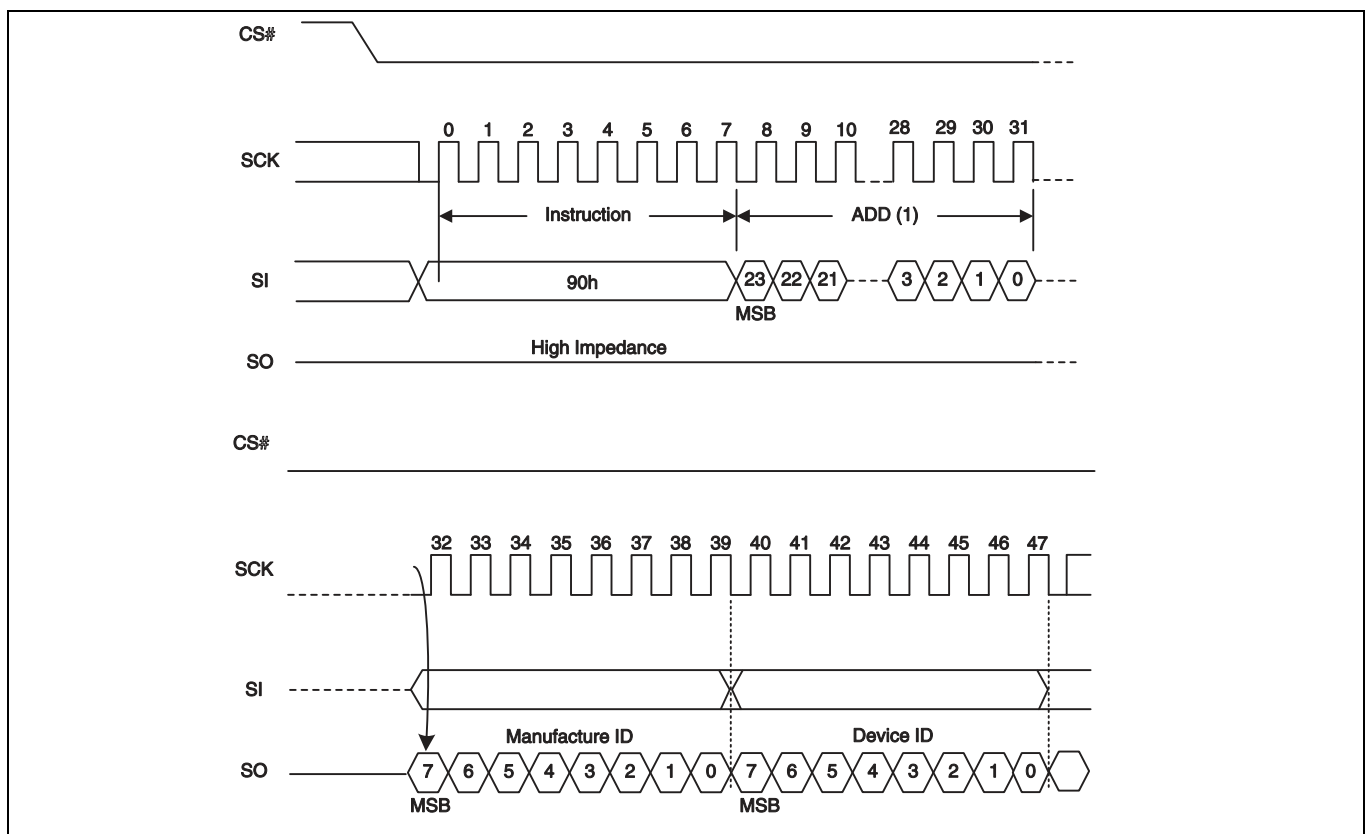 CS#
0 1 2 3 4 5 6 7 8 9 10 28 29 30 31
SCK
Instruction ADD (1)
SI 90h 23 22 21 3 2 1 0
MSB
High Impedance
SO
CS#
32 33 34 35 36 37 38 39 40 41 42 43 44 45 46 47
SCK
SI
Manufacture ID Device ID
SO 7 6 5 4 3 2 1 0 7 6 5 4 3 2 1 0
MSB MSB